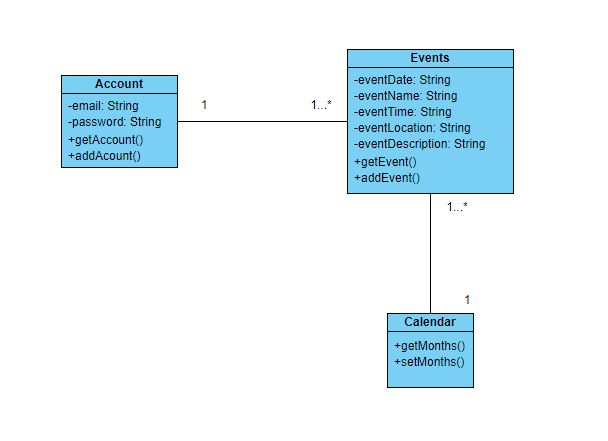 Account
-email: String
-password: String
+getAccount()
+addAcount()
1
1...*
Events
-eventDate: String
-eventName: String
-eventTime: String
-eventLocation: String
-eventDescription: String
+getEvent()
+addEvent()
1...*
1
Calendar
+getMonths()
+setMonths()